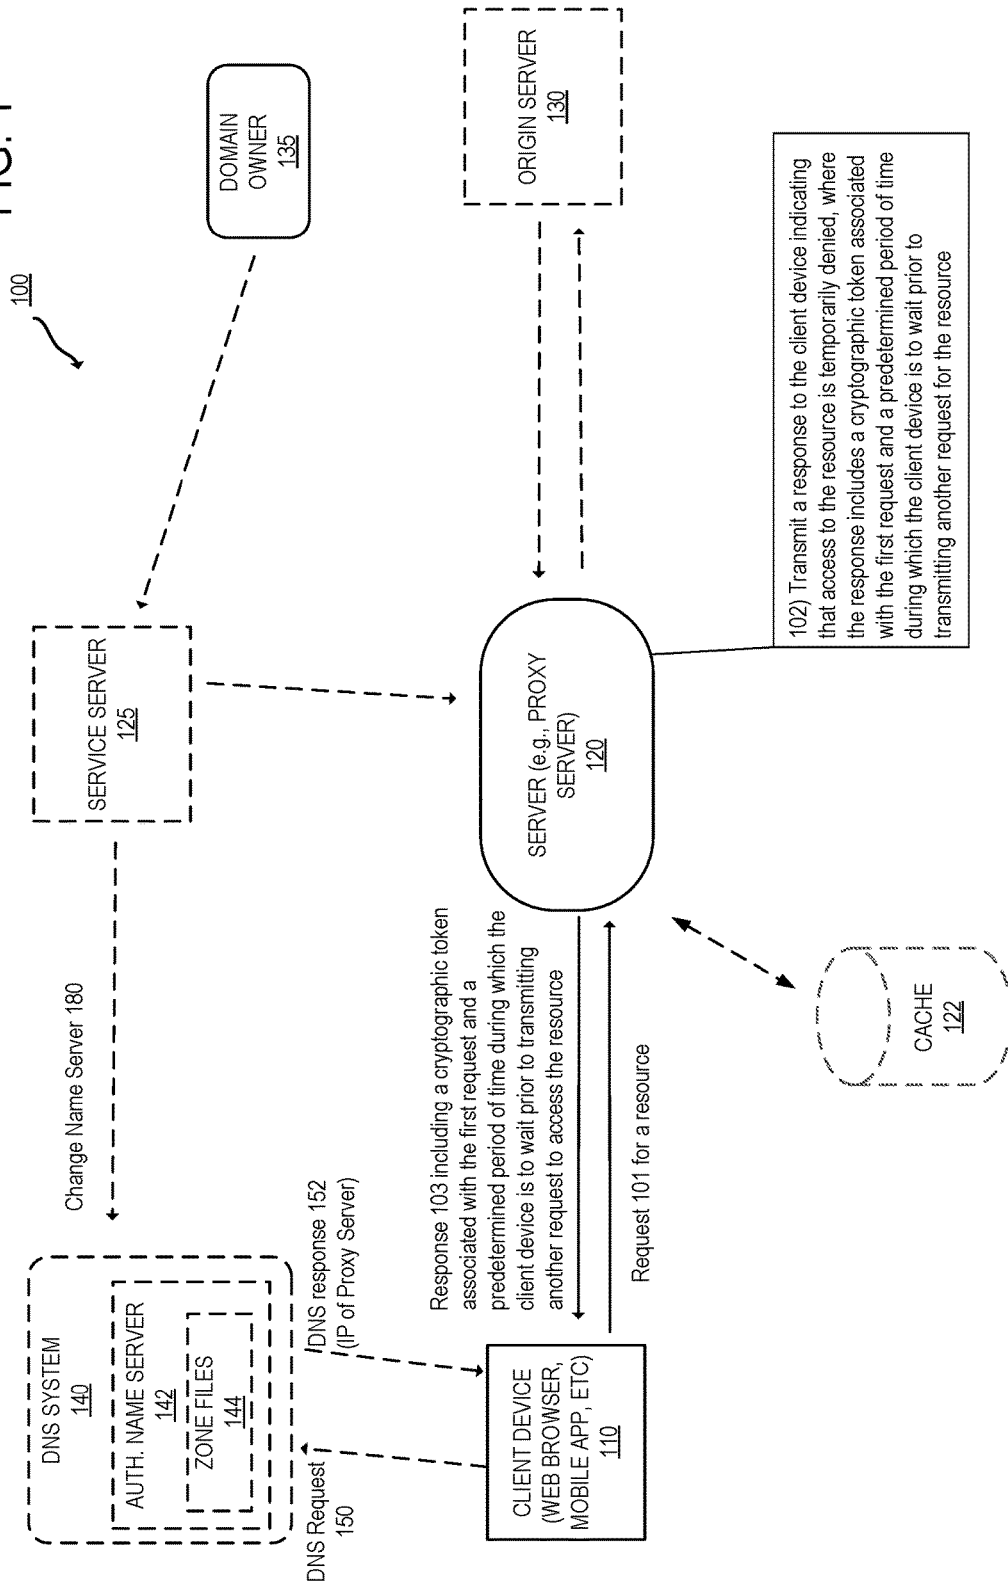 FIG. 1
100
DNS SYSTEM
140
AUTH. NAME SERVER
142
ZONE FILES
144
Change Name Server 180
SERVICE SERVER
125
DOMAIN
OWNER
135
DNS Request
150
DNS response 152
(IP of Proxy Server)
CLIENT DEVICE
(WEB BROWSER,
MOBILE APP, ETC)
110
Response 103 including a cryptographic token
associated with the first request and a
predetermined period of time during which the
client device is to wait prior to transmitting
another request to access the resource
Request 101 for a resource
SERVER (e.g., PROXY
SERVER)
120
ORIGIN SERVER
130
CACHE
122
102) Transmit a response to the client device indicating
that access to the resource is temporarily denied, where
the response includes a cryptographic token associated
with the first request and a predetermined period of time
during which the client device is to wait prior to
transmitting another request for the resource